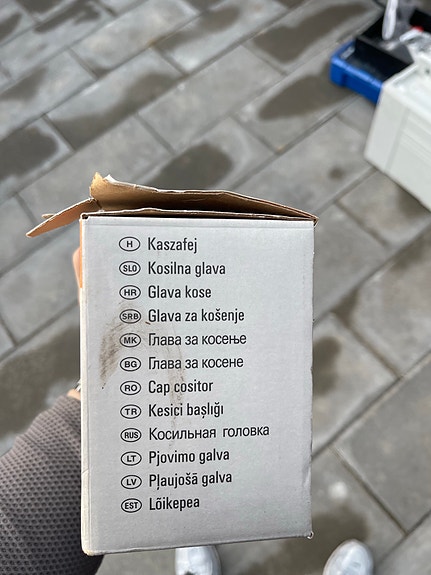 H Kaszafej
SLO Kosilna glava
HR Glava kose
SRB Glava za košenje
MK Глава за косење
BG Глава за косене
RO Cap cositor
TR Kesici başlığı
RUS Косильная головка
LT Pjovimo galva
LV Pļaujošā galva
EST Lõikepea